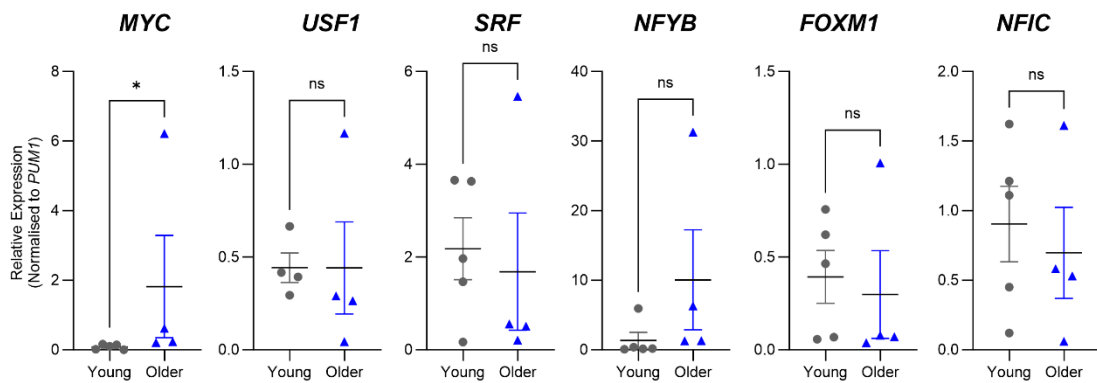 MYC
USF1
SRF
NFYB
FOXM1
NFIC
Relative Expression
(Normalised to PUM1)
8
6
4
2
0
*
Young
Older
1.5
1.0
0.5
0.0
ns
Young
Older
6
4
2
0
ns
Young
Older
40
30
20
10
0
ns
Young
Older
1.5
1.0
0.5
0.0
ns
Young
Older
2.0
1.5
1.0
0.5
0.0
ns
Young
Older